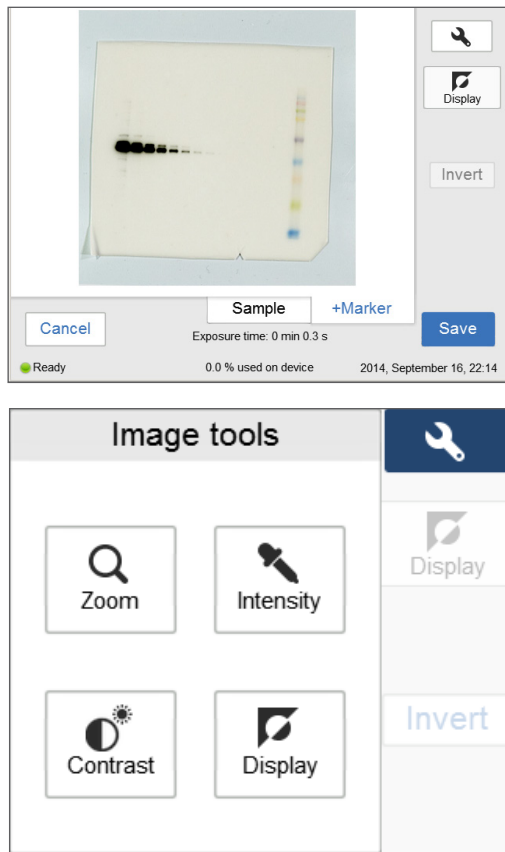 Display
Invert
Sample
+Marker
Cancel
Exposure time: 0 min 0.3 s
Save
Ready
0.0 % used on device
2014, September 16, 22:14
Image tools
Display
Zoom
Intensity
Invert
Contrast
Display